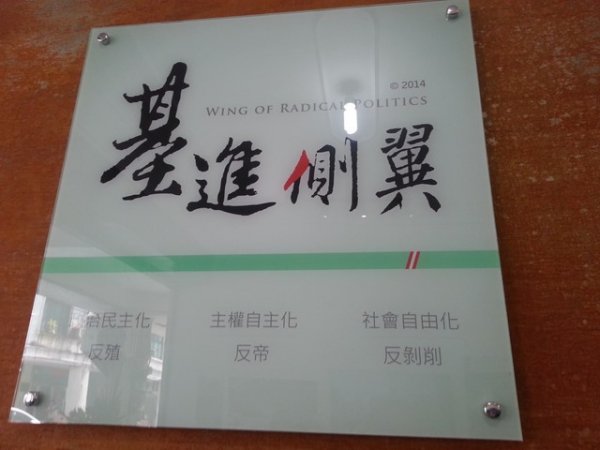 © 2014
WING OF RADICAL POLITICS
基進側翼
治民主化 主權自主化 社會自由化
反殖 反帝 反剝削